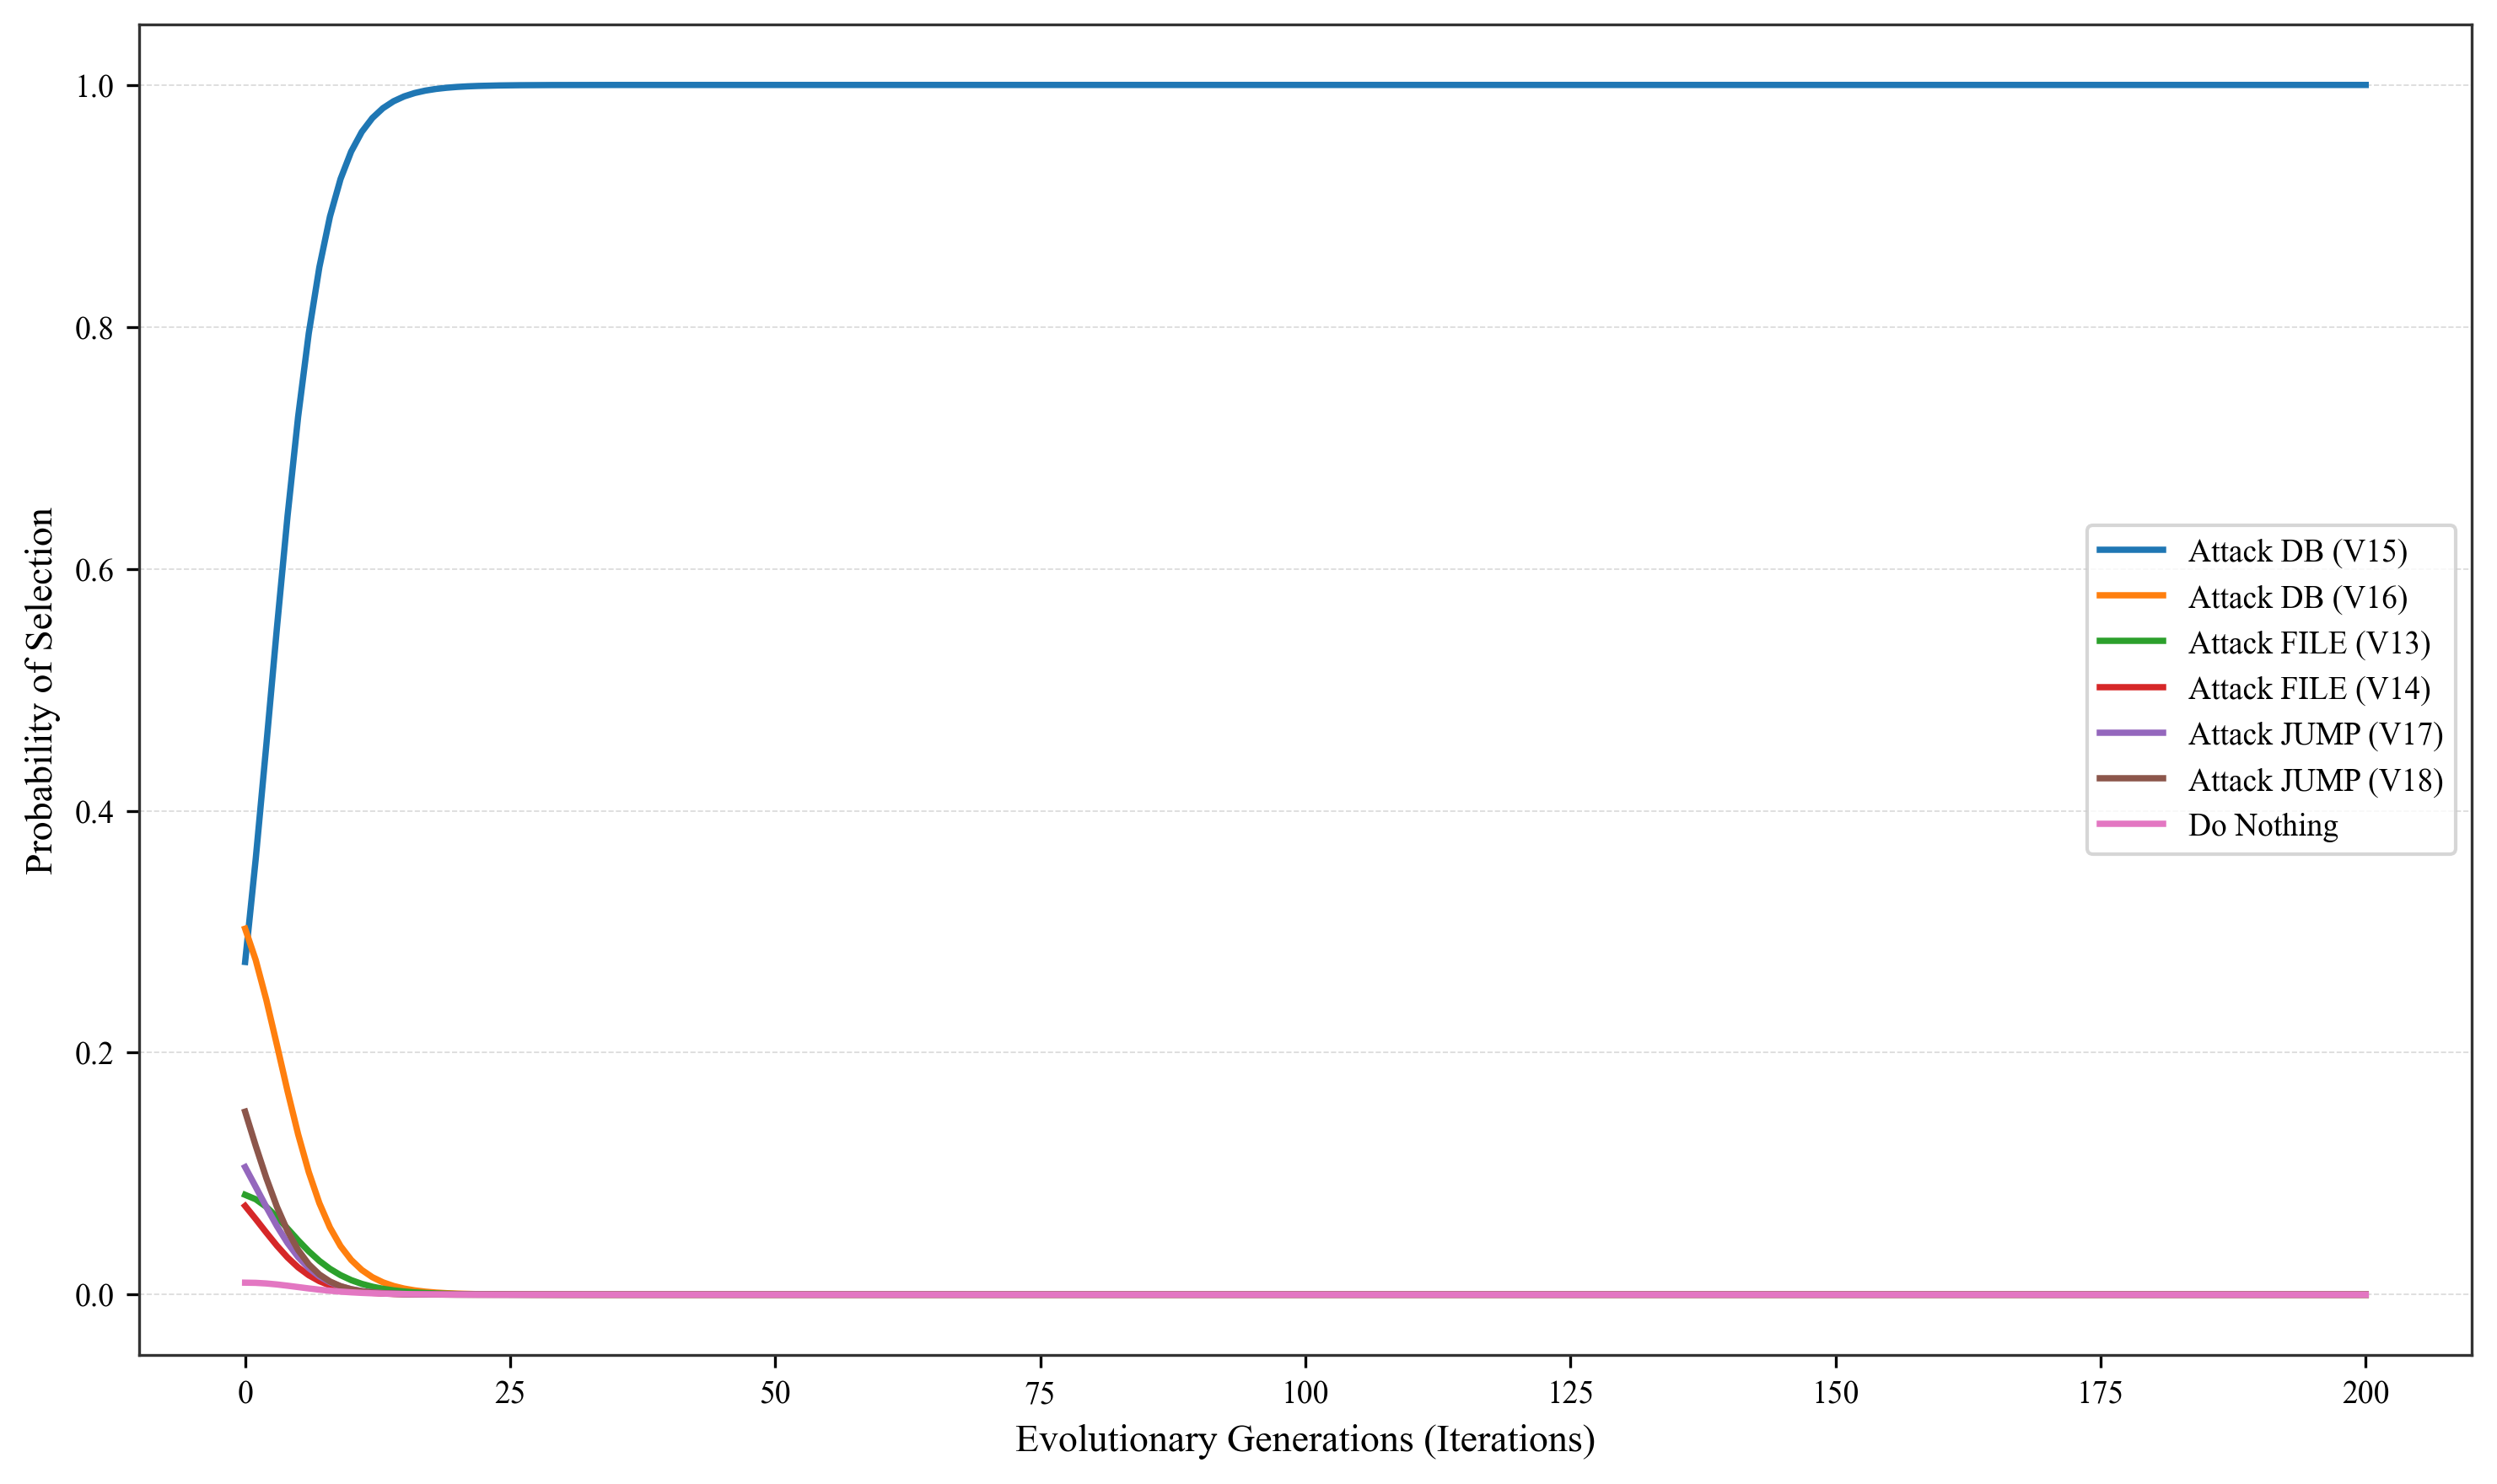 Probability of Selection
1.0
0.8
0.6
0.4
0.2
0.0
Attack DB (V15)
Attack DB (V16)
Attack FILE (V13)
Attack FILE (V14)
Attack JUMP (V17)
Attack JUMP (V18)
Do Nothing
0 25 50 75 100 125 150 175 200
Evolutionary Generations (Iterations)